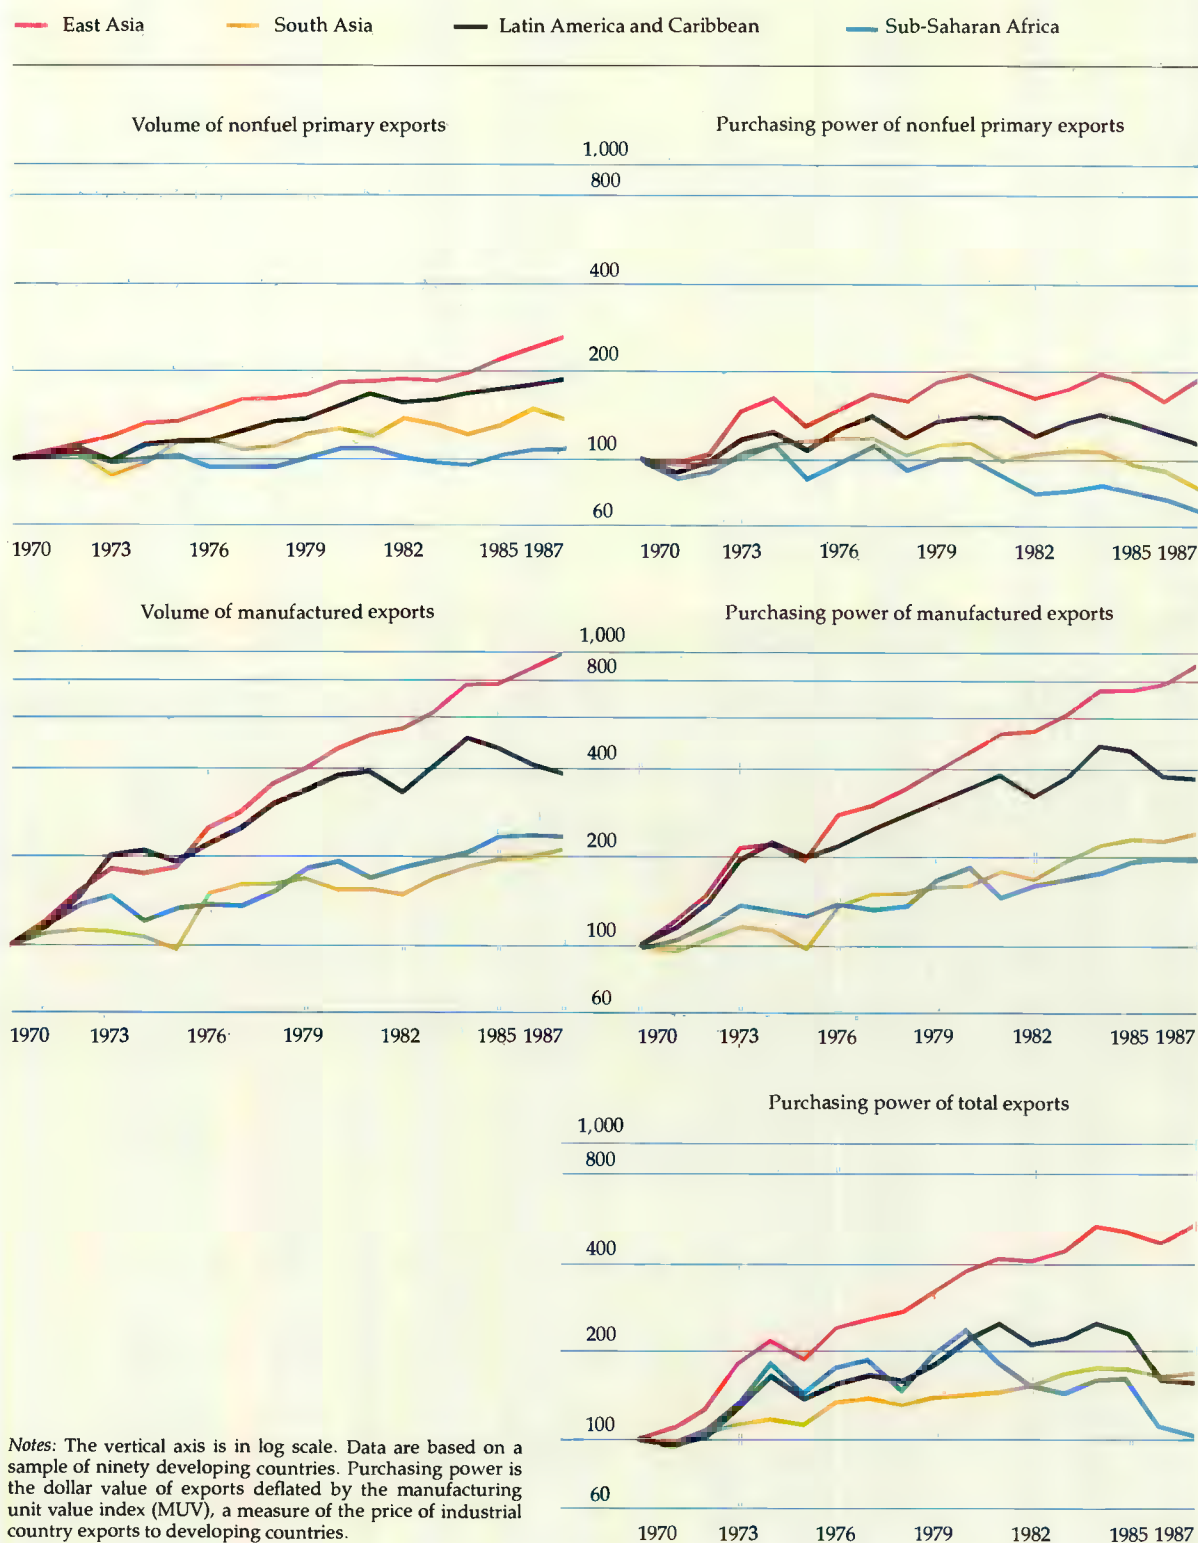 East Asia South Asia Latin America and Caribbean Sub-Saharan Africa
Volume of nonfuel primary exports
Purchasing power of nonfuel primary exports
1,000
800
400
200
100
60
1970 1973 1976 1979 1982 1985 1987
1970 1973 1976 1979 1982 1985 1987
Volume of manufactured exports
Purchasing power of manufactured exports
1,000
800
400
200
100
60
1970 1973 1976 1979 1982 1985 1987
1970 1973 1976 1979 1982 1985 1987
Purchasing power of total exports
1,000
800
400
200
100
60
1970 1973 1976 1979 1982 1985 1987
Notes: The vertical axis is in log scale. Data are based on a
sample of ninety developing countries. Purchasing power is
the dollar value of exports deflated by the manufacturing
unit value index (MUV), a measure of the price of industrial
country exports to developing countries.